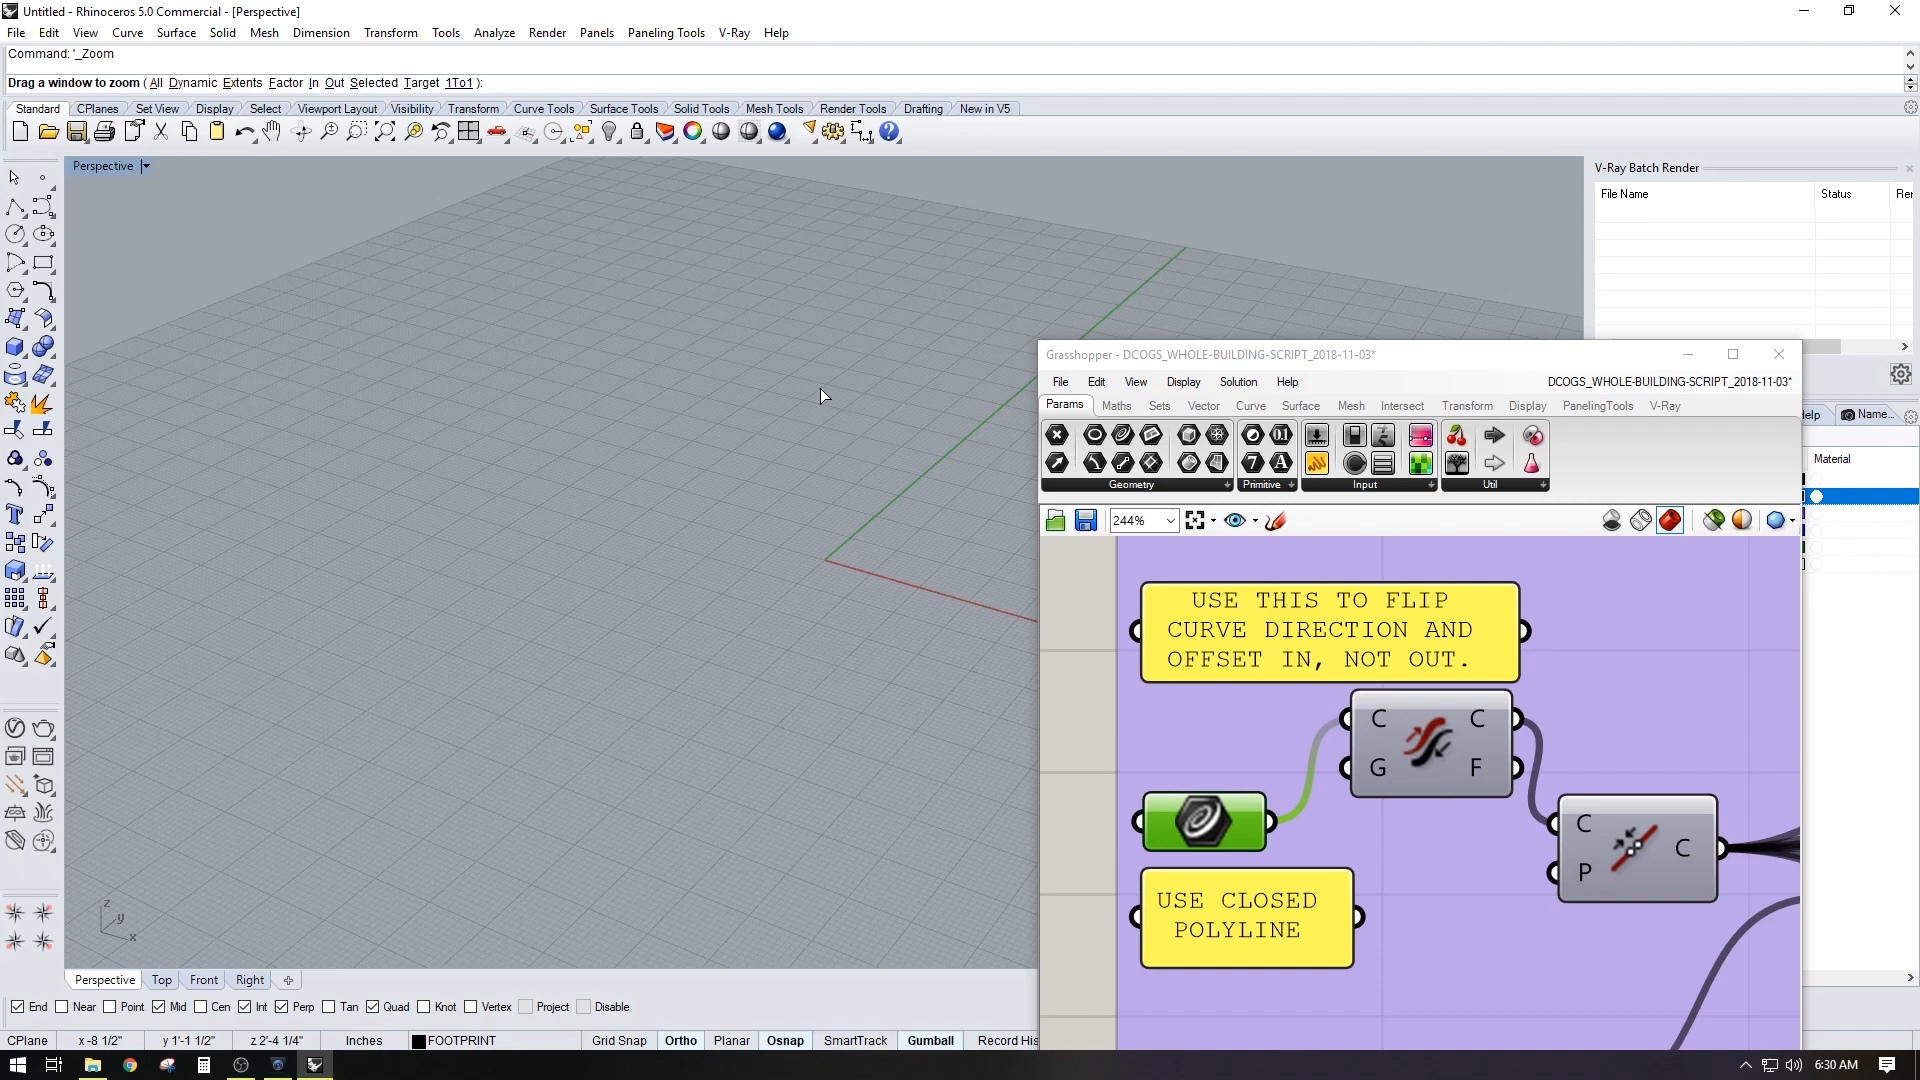 Untitled - Rhinoceros 5.0 Commercial - [Perspective]
File Edit View Curve Surface Solid Mesh Dimension Transform Tools Analyze Render Panels Paneling Tools V-Ray Help
Command: '_Zoom
Drag a window to zoom ( All Dynamic Extents Factor In Out Selected Target 1To1 ):
Standard CPlanes Set View Display Select Viewport Layout Visibility Transform Curve Tools Surface Tools Solid Tools Mesh Tools Render Tools Drafting New in V5
Perspective
V-Ray Batch Render
File Name Status Rer
Grasshopper - DCOGS_WHOLE-BUILDING-SCRIPT_2018-11-03*
File Edit View Display Solution Help DCOGS_WHOLE-BUILDING-SCRIPT_2018-11-03*
Params Maths Sets Vector Curve Surface Mesh Intersect Transform Display PanelingTools V-Ray
Help Name...
Material
Geometry Primitive Input Util
244%
USE THIS TO FLIP
CURVE DIRECTION AND
OFFSET IN, NOT OUT.
C C
G F
C C
P
USE CLOSED
POLYLINE
z
y
x
Perspective Top Front Right
End Near Point Mid Cen Int Perp Tan Quad Knot Vertex Project Disable
CPlane x -8 1/2" y 1'-1 1/2" z 2'-4 1/4" Inches FOOTPRINT Grid Snap Ortho Planar Osnap SmartTrack Gumball Record His
6:30 AM